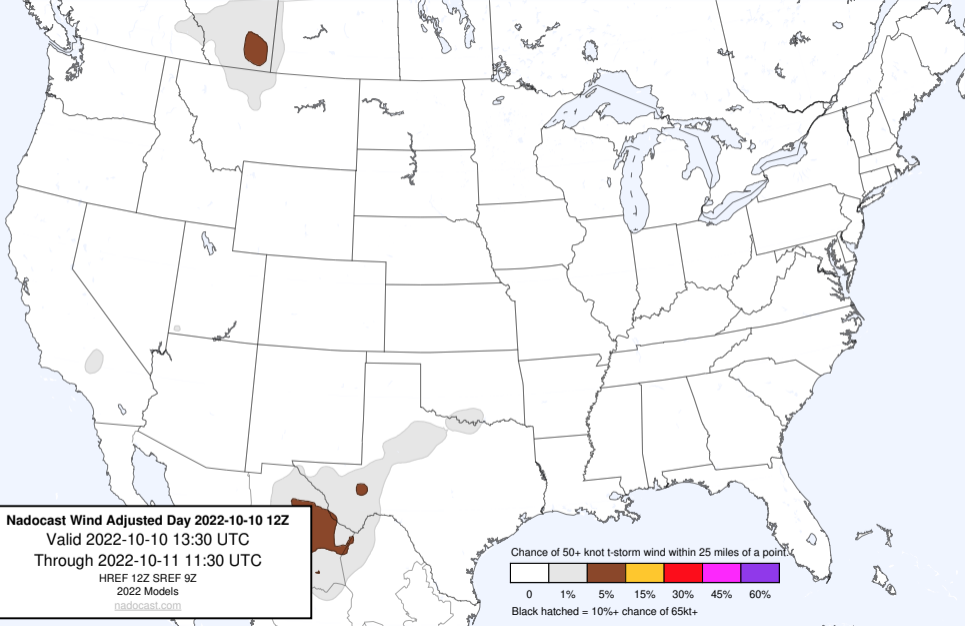 Nadocast Wind Adjusted Day 2022-10-10 12Z
Valid 2022-10-10 13:30 UTC
Through 2022-10-11 11:30 UTC
HREF 12Z SREF 9Z
2022 Models
nadocast.com
Chance of 50+ knot t-storm wind within 25 miles of a point.
0 1% 5% 15% 30% 45% 60%
Black hatched = 10%+ chance of 65kt+